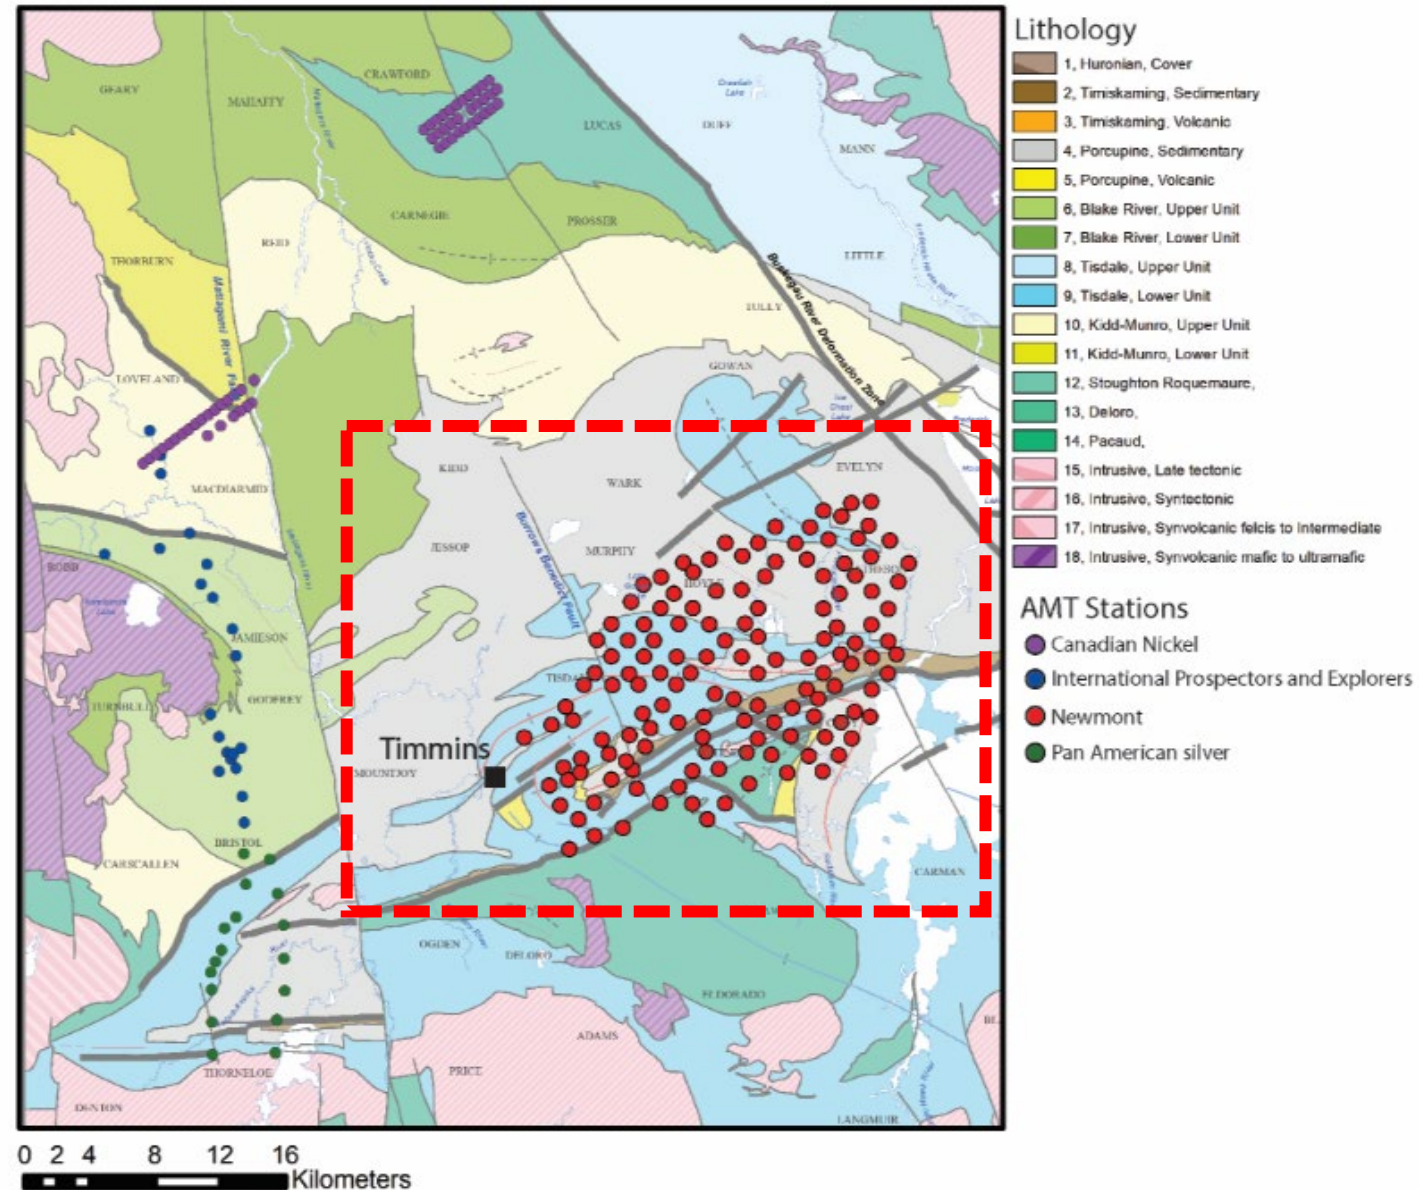 Lithology
1, Huronian, Cover
2, Timiskaming, Sedimentary
3, Timiskaming, Volcanic
4, Porcupine, Sedimentary
5, Porcupine, Volcanic
6, Blake River, Upper Unit
7, Blake River, Lower Unit
8, Tisdale, Upper Unit
9, Tisdale, Lower Unit
10, Kidd-Munro, Upper Unit
11, Kidd-Munro, Lower Unit
12, Stoughton Roquemaure,
13, Deloro,
14, Pacaud,
15, Intrusive, Late tectonic
16, Intrusive, Syntectonic
17, Intrusive, Synvolcanic felcis to Intermediate
18, Intrusive, Synvolcanic mafic to ultramafic
AMT Stations
Canadian Nickel
International Prospectors and Explorers
Newmont
Pan American silver
CRAWFORD
GEARY
MAHAFFY
LUCAS
DUFF
MANN
CARNEGIE
PROSSER
REID
LITTLE
THORBURN
Mattagami River
TULLY
Buskegau River Deformation Zone
LOVELAND
GOWAN
KIDD
WARK
EVELYN
MACDIARMID
JESSOP
MURPHY
Burrows Benedict Fault
HOYLE
ROBB
JAMIESON
GODFREY
TURNBULL
Timmins
MOUNTJOY
BRISTOL
CARSCALLEN
CARMAN
OGDEN
DELORO
ELDORADO
ADAMS
PRICE
THORNELOE
DENTON
LANGMUIR
0 2 4 8 12 16
Kilometers